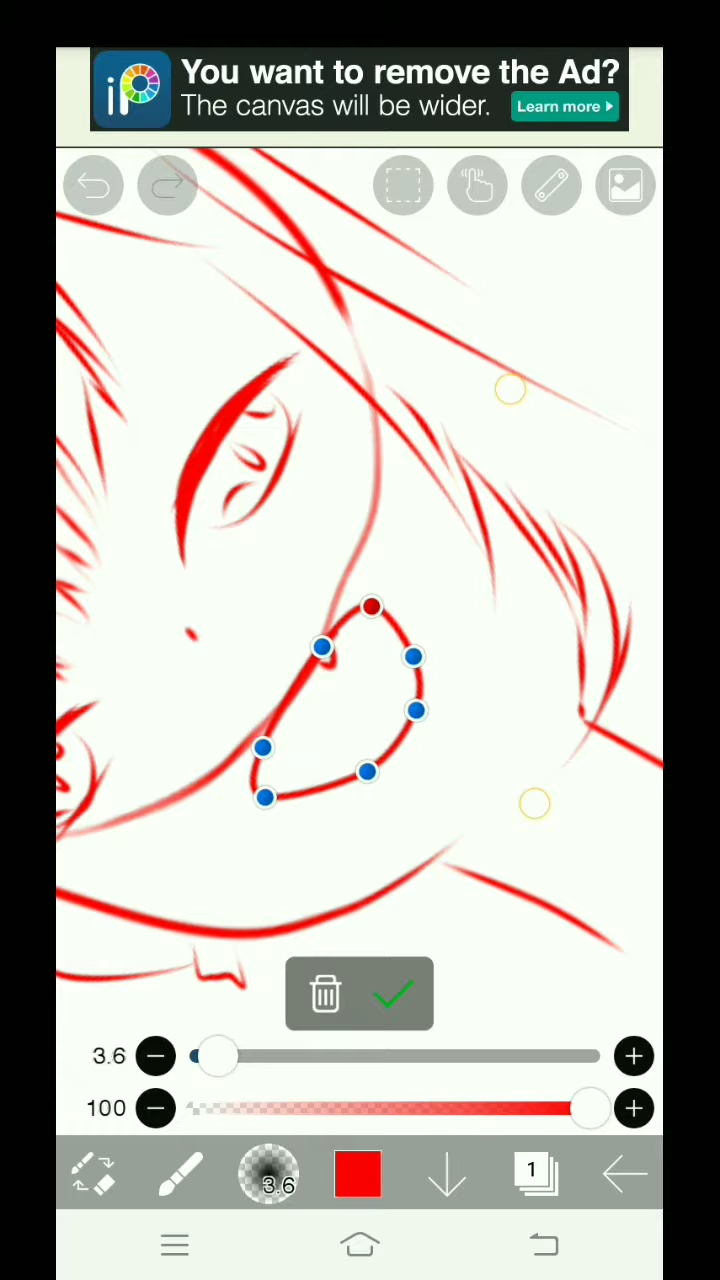 iP
You want to remove the Ad?
The canvas will be wider.
Learn more
3.6
100
3.6
1